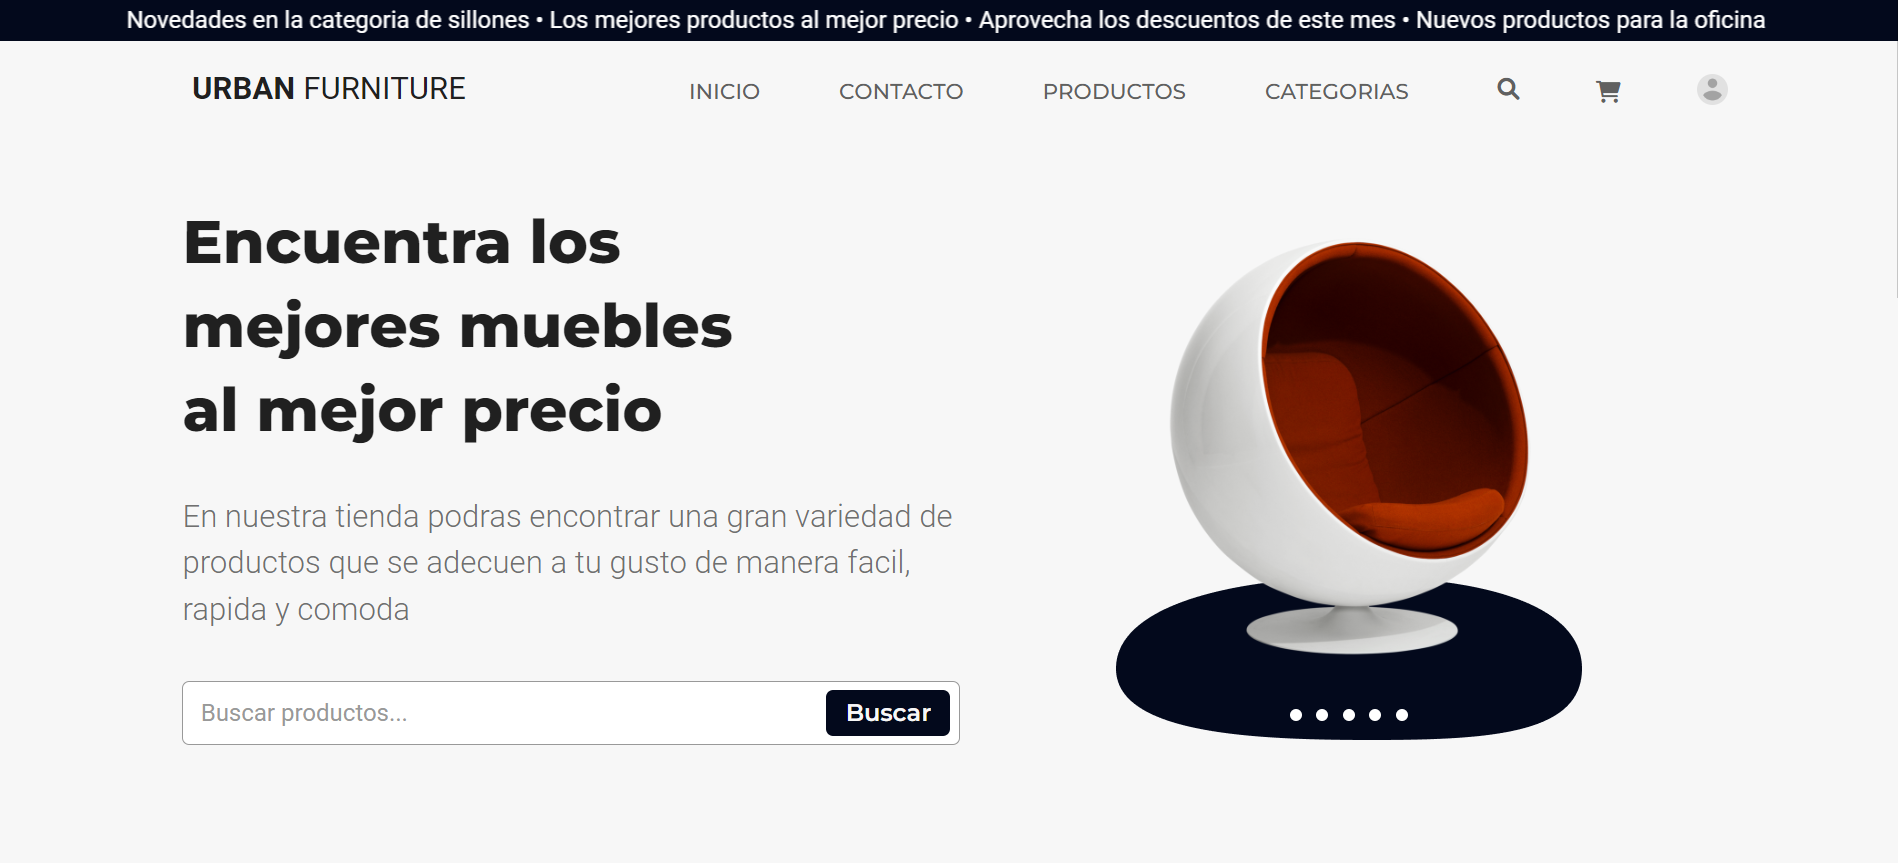 Novedades en la categoria de sillones • Los mejores productos al mejor precio • Aprovecha los descuentos de este mes • Nuevos productos para la oficina
URBAN FURNITURE
INICIO
CONTACTO
PRODUCTOS
CATEGORIAS
Encuentra los
mejores muebles
al mejor precio
En nuestra tienda podras encontrar una gran variedad de
productos que se adecuen a tu gusto de manera facil,
rapida y comoda
Buscar productos...
Buscar